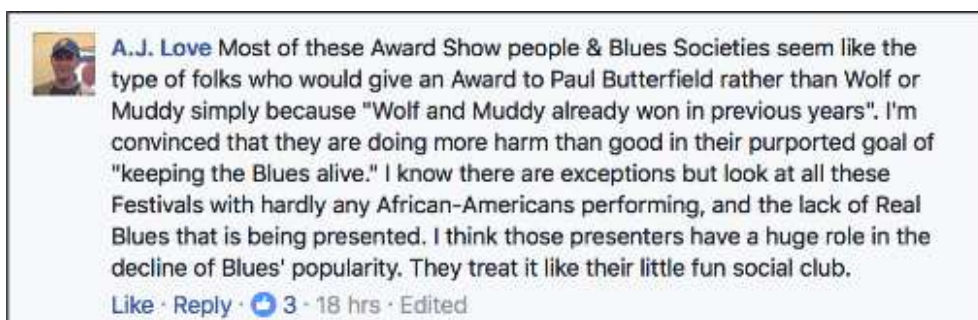 A.J. Love Most of these Award Show people & Blues Societies seem like the
type of folks who would give an Award to Paul Butterfield rather than Wolf or
Muddy simply because "Wolf and Muddy already won in previous years". I'm
convinced that they are doing more harm than good in their purported goal of
"keeping the Blues alive." I know there are exceptions but look at all these
Festivals with hardly any African-Americans performing, and the lack of Real
Blues that is being presented. I think those presenters have a huge role in the
decline of Blues' popularity. They treat it like their little fun social club.
Like · Reply · 3 · 18 hrs · Edited